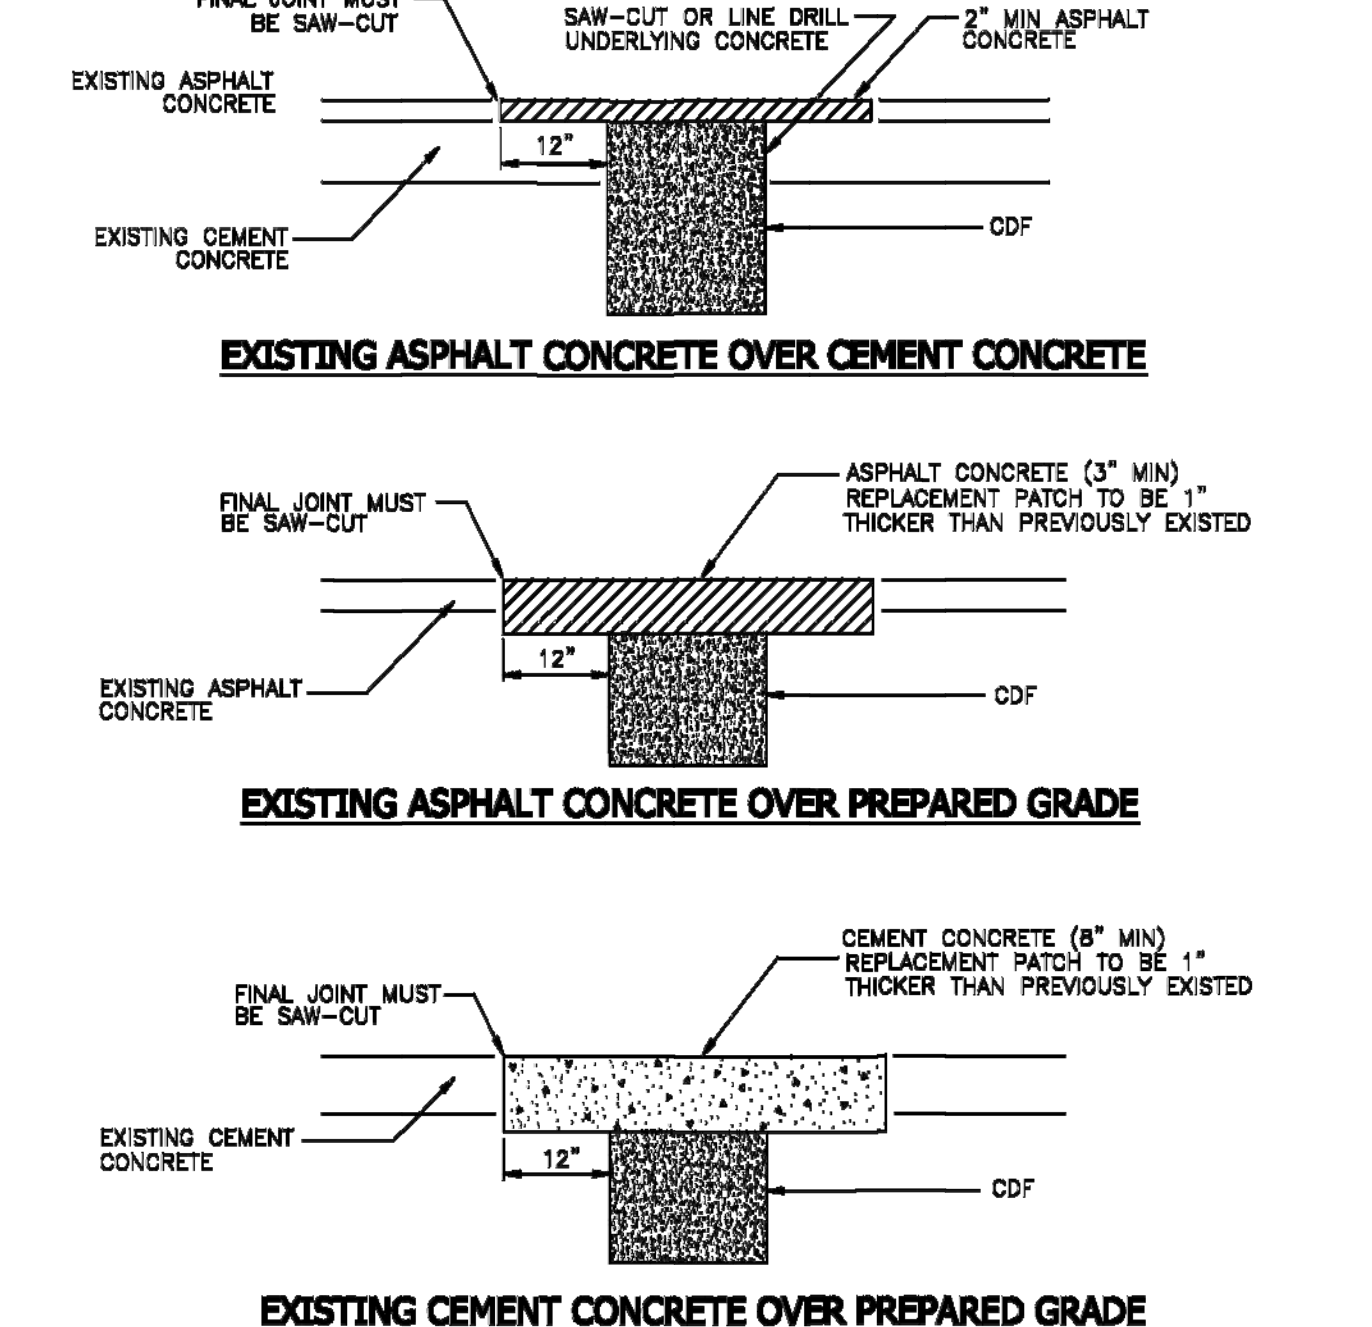 FINAL JOINT MUST
BE SAW-CUT
SAW-CUT OR LINE DRILL
UNDERLYING CONCRETE
2" MIN ASPHALT
CONCRETE
EXISTING ASPHALT
CONCRETE
12"
EXISTING CEMENT
CONCRETE
CDF
EXISTING ASPHALT CONCRETE OVER CEMENT CONCRETE
ASPHALT CONCRETE (3" MIN)
REPLACEMENT PATCH TO BE 1"
THICKER THAN PREVIOUSLY EXISTED
FINAL JOINT MUST
BE SAW-CUT
12"
EXISTING ASPHALT
CONCRETE
CDF
EXISTING ASPHALT CONCRETE OVER PREPARED GRADE
CEMENT CONCRETE (8" MIN)
REPLACEMENT PATCH TO BE 1"
THICKER THAN PREVIOUSLY EXISTED
FINAL JOINT MUST
BE SAW-CUT
EXISTING CEMENT
CONCRETE
12"
CDF
EXISTING CEMENT CONCRETE OVER PREPARED GRADE